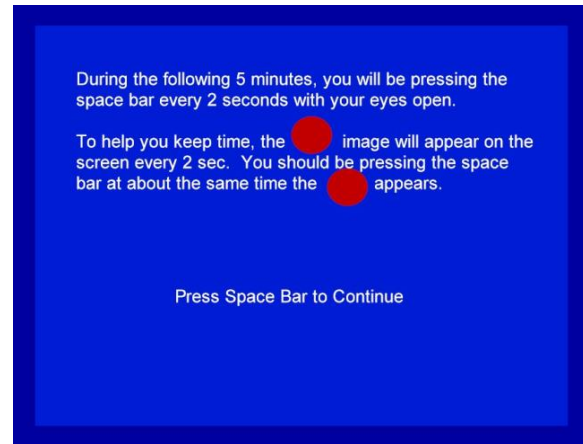 During the following 5 minutes, you will be pressing the
space bar every 2 seconds with your eyes open.
To help you keep time, the image will appear on the
screen every 2 sec. You should be pressing the space
bar at about the same time the appears.
Press Space Bar to Continue